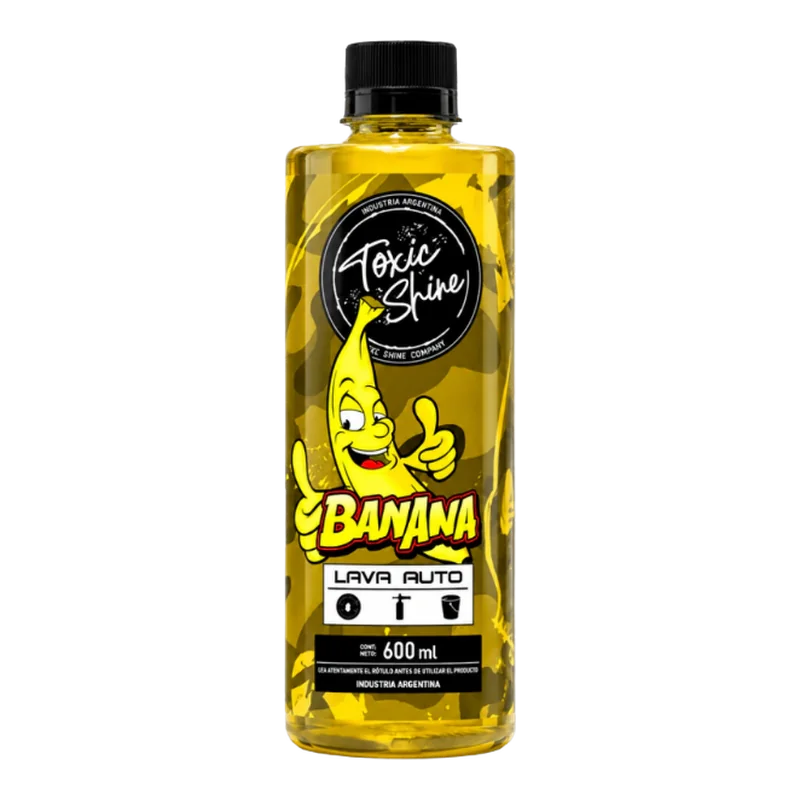 INDUSTRIA ARGENTINA
Toxic
Shine
SHINE COMPANY
BANANA
LAVA AUTO
CONT.
NETO: 600 ml
LEA ATENTAMENTE EL RÓTULO ANTES DE UTILIZAR EL PRODUCTO
INDUSTRIA ARGENTINA